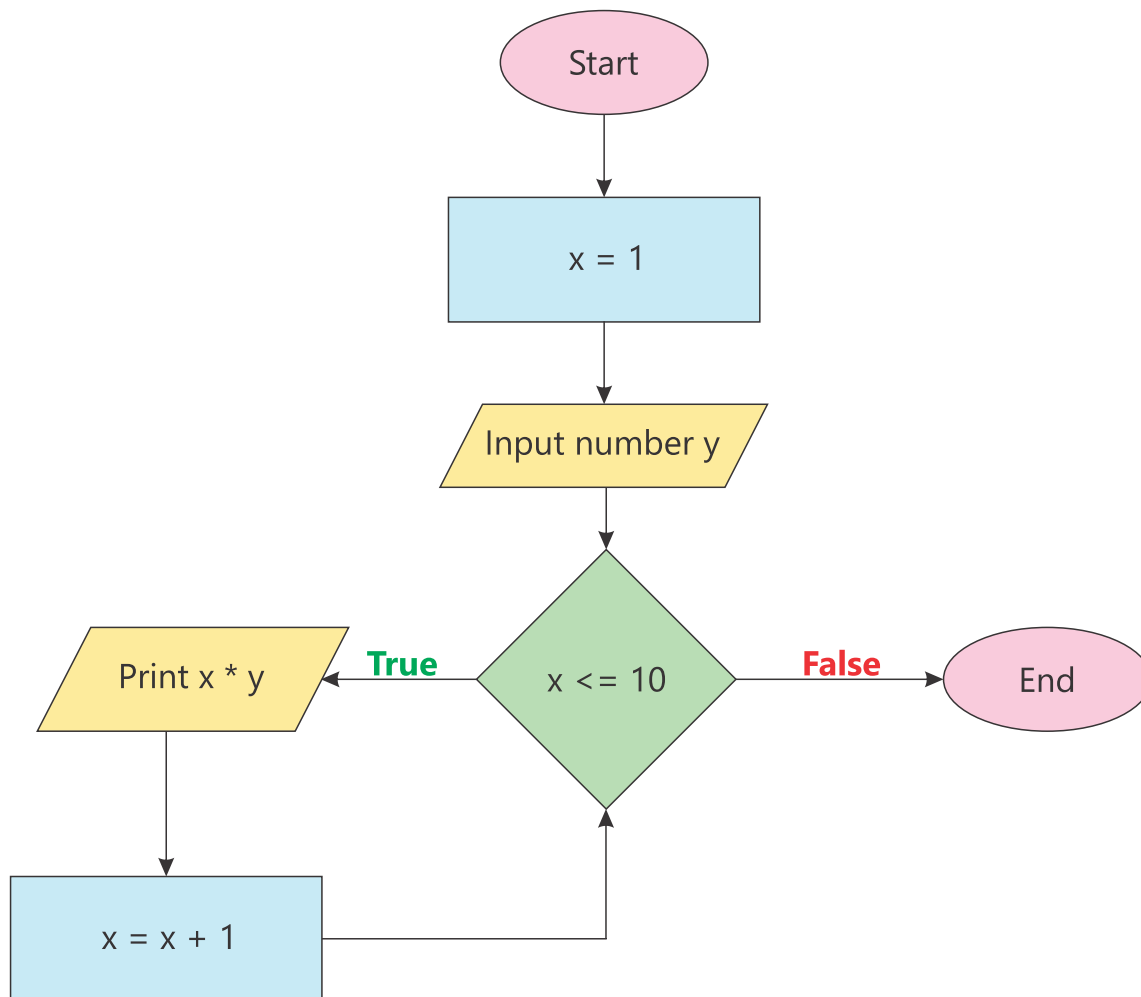 Start
x = 1
Input number y
x <= 10
True
False
Print x * y
End
x = x + 1